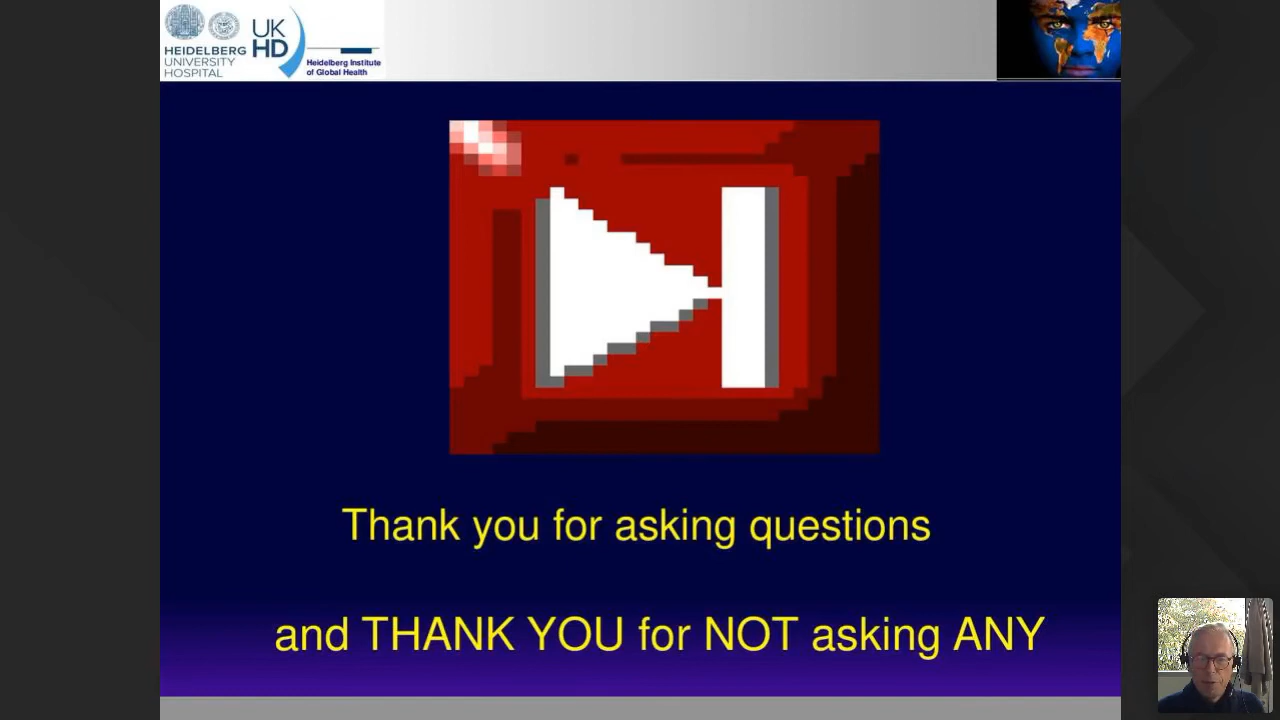 HEIDELBERG
UNIVERSITY
HOSPITAL
UK
HD
Heidelberg Institute
of Global Health
Thank you for asking questions
and THANK YOU for NOT asking ANY